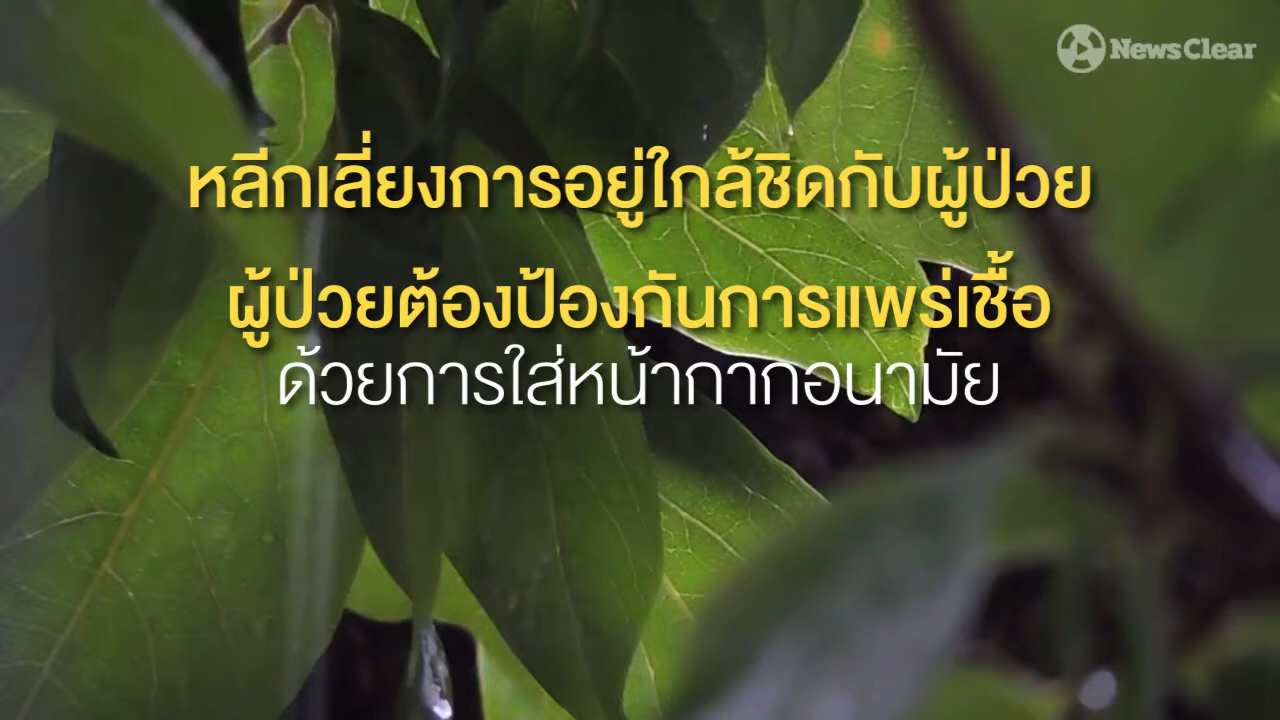 NewsClear
หลีกเลี่ยงการอยู่ใกล้ชิดกับผู้ป่วย
ผู้ป่วยต้องป้องกันการแพร่เชื้อ
ด้วยการใส่หน้ากากอนามัย